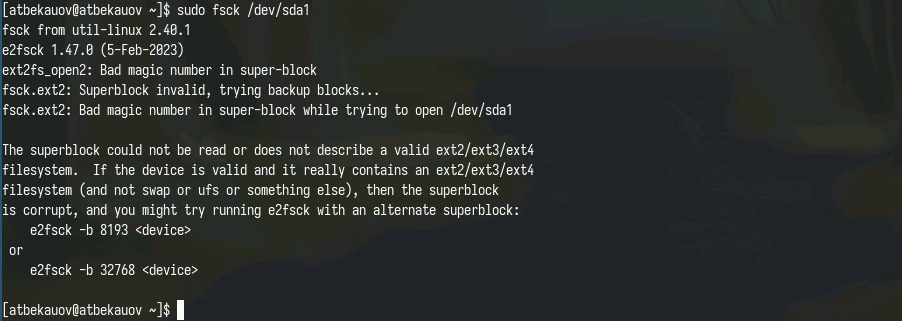 [atbekauov@atbekauov ~]$ sudo fsck /dev/sda1
fsck from util-linux 2.40.1
e2fsck 1.47.0 (5-Feb-2023)
ext2fs_open2: Bad magic number in super-block
fsck.ext2: Superblock invalid, trying backup blocks...
fsck.ext2: Bad magic number in super-block while trying to open /dev/sda1

The superblock could not be read or does not describe a valid ext2/ext3/ext4
filesystem.  If the device is valid and it really contains an ext2/ext3/ext4
filesystem (and not swap or ufs or something else), then the superblock
is corrupt, and you might try running e2fsck with an alternate superblock:
    e2fsck -b 8193 <device>
 or
    e2fsck -b 32768 <device>

[atbekauov@atbekauov ~]$